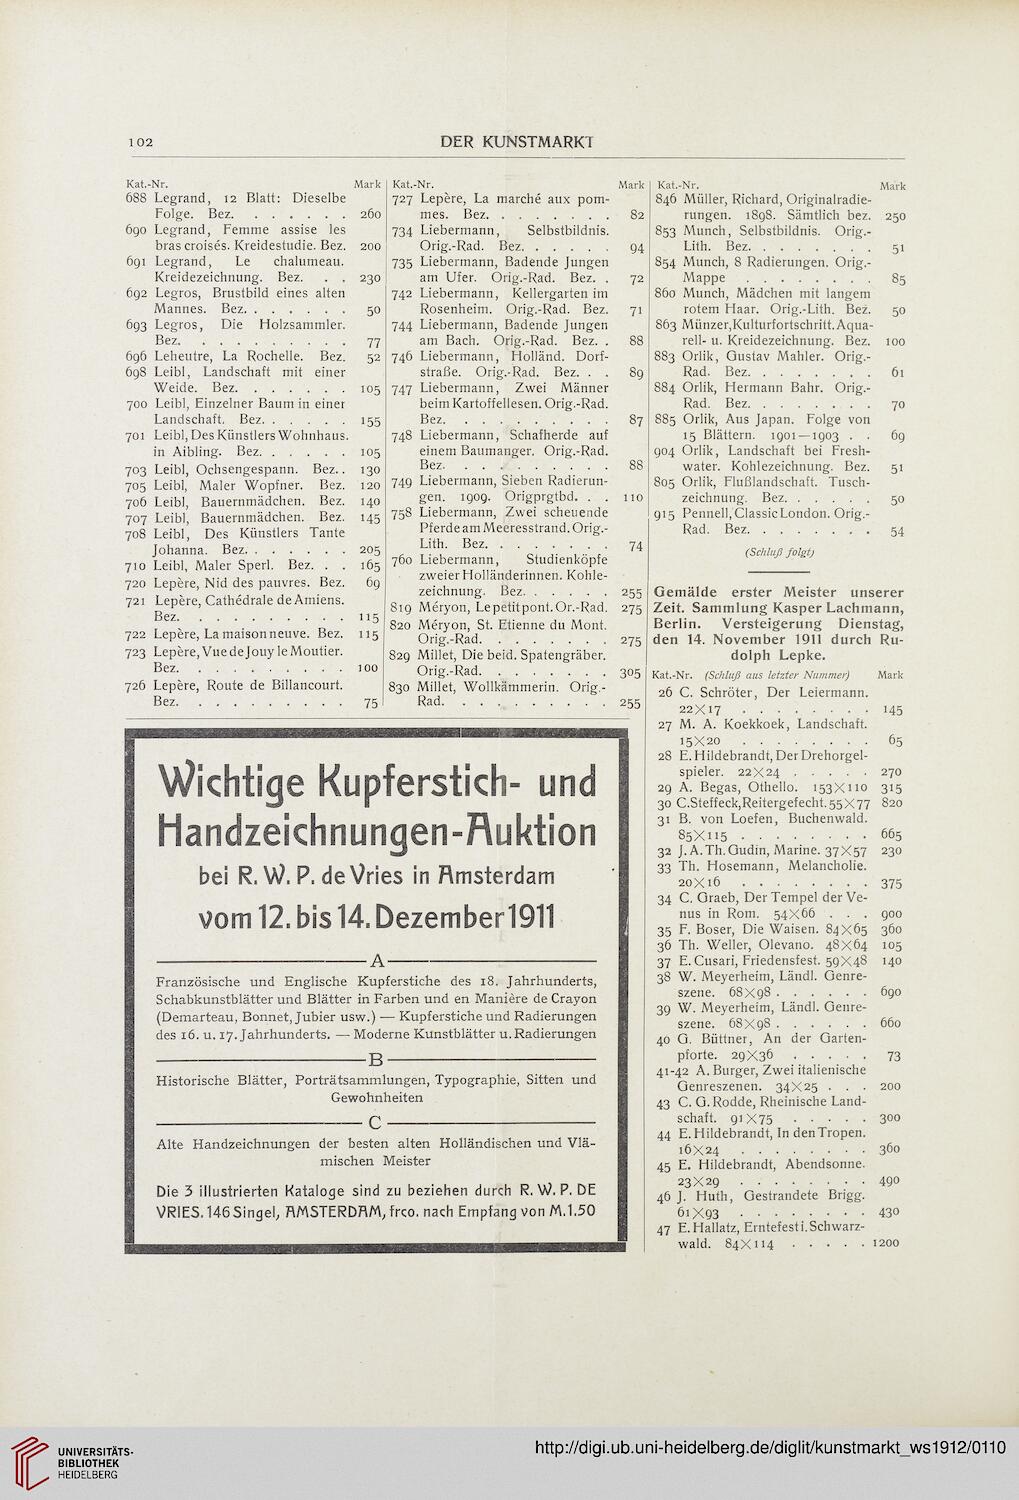 102
DER KUNSTMARKT
Kat.-Nr. Mark
688 Legrand, 12 Blatt: Dieselbe
Folge. Bez. . . . . . . 260
690 Legrand, Femme assise les
bras croisés. Kreidestudie. Bez. 200
691 Legrand, Le chalumeau.
Kreidezeichnung. Bez. . . 230
692 Legros, Brustbild eines alten
Mannes. Bez. . . . . . . 50
693 Legros, Die Holzsammler.
Bez. . . . . . . . . . 77
696 Leheutre, La Rochelle. Bez. 52
698 Leibl, Landschaft mit einer
Weide. Bez. . . . . . . 105
700 Leibl, Einzelner Baum in einer
Landschaft. Bez. . . . . . 155
701 Leibl, Des Künstlers Wohnhaus.
in Aibling. Bez. . . . . . 105
703 Leibl, Ochsengespann. Bez. . 130
705 Leibl, Maler Wopfner. Bez. 120
706 Leibl, Bauernmädchen. Bez. 140
707 Leibl, Bauernmädchen. Bez. 145
708 Leibl, Des Künstlers Tante
Johanna. Bez. . . . . . . 205
710 Leibl, Maler Sperl. Bez. . . 165
720 Lepère, Nid des pauvres. Bez. 69
721 Lepère, Cathédrale de Amiens.
Bez. . . . . . . . . . 115
722 Lepère, La maison neuve. Bez. 115
723 Lepère, Vue de Jouy le Moutier.
Bez. . . . . . . . . . 100
726 Lepère, Route de Billancourt.
Bez. . . . . . . . . . 75
Kat.-Nr. Mark
727 Lepère, La marché aux pom-
mes. Bez. . . . . . . . 82
734 Liebermann, Selbstbildnis.
Orig.-Rad. Bez. . . . . . 94
735 Liebermann, Badende Jungen
am Ufer. Orig.-Rad. Bez. . 72
742 Liebermann, Kellergarten im
Rosenheim. Orig.-Rad. Bez. 71
744 Liebermann, Badende Jungen
am Bach. Orig.-Rad. Bez. . 88
746 Liebermann, Holländ. Dorf-
straße. Orig.-Rad. Bez. . . 89
747 Liebermann, Zwei Männer
beim Kartoffellesen. Orig.-Rad.
Bez. . . . . . . . . . 87
748 Liebermann, Schafherde auf
einem Baumanger. Orig.-Rad.
Bez. . . . . . . . . . 88
749 Liebermann, Sieben Radierun-
gen. 1909. Origprgtbd. . . 110
758 Liebermann, Zwei scheuende
Pferde am Meeresstrand. Orig.-
Lith. Bez. . . . . . . . 74
760 Liebermann, Studienköpfe
zweier Holländerinnen. Kohle-
zeichnung. Bez. . . . . . 255
819 Méryon, Le petit pont. Or.-Rad. 275
820 Méryon, St. Etienne du Mont.
Orig.-Rad. . . . . . . . 275
829 Millet, Die beid. Spatengräber.
Orig.-Rad. . . . . . . . 305
830 Millet, Wollkämmerin. Orig.-
Rad. . . . . . . . . . 255
Kat.-Nr. Mark
846 Müller, Richard, Originalradie-
rungen. 1898. Sämtlich bez. 250
853 Munch, Selbstbildnis. Orig.-
Lith. Bez. . . . . . . . 51
854 Munch, 8 Radierungen. Orig.-
Mappe . . . . . . . 85
860 Munch, Mädchen mit langem
rotem Haar. Orig.-Lith. Bez. 50
863 Münzer, Kulturfortschritt. Aqua-
rell- u. Kreidezeichnung. Bez. 100
883 Orlik, Gustav Mahler. Orig.-
Rad. Bez. . . . . . . . 61
884 Orlik, Hermann Bahr. Orig.-
Rad. Bez. . . . . . . . 70
885 Orlik, Aus Japan. Folge von
15 Blättern. 1901—1903 . . 69
904 Orlik, Landschaft bei Fresh-
water. Kohlezeichnung. Bez. 51
805 Orlik, Flußlandschaft. Tusch-
zeichnung. Bez. . . . . . 50
915 Pennell, Classic London. Orig.-
Rad. Bez. . . . . . . . 54
(Schluß folgt)
Gemälde erster Meister unserer
Zeit. Sammlung Kasper Lachmann,
Berlin. Versteigerung Dienstag,
den 14. November 1911 durch Ru-
dolph Lepke.
Kat.-Nr. (Schluß aus letzter Nummer) Mark
26 C. Schröter, Der Leiermann.
22×17 . . . . . . . . 145
27 M. A. Koekkoek, Landschaft.
15×20 . . . . . . . . 65
28 E. Hildebrandt, Der Drehorgel-
spieler. 22×24 . . . . . 270
29 A. Begas, Othello. 153×110 315
30 C. Steffeck, Reitergefecht. 55×77 820
31 B. von Loefen, Buchenwald.
85×115 . . . . . . . . 665
32 J. A. Th. Gudin, Marine. 37×57 230
33 Th. Hosemann, Melancholie.
20×16 . . . . . . . . 375
34 C. Graeb, Der Tempel der Ve-
nus in Rom. 54×66 . . . 900
35 F. Boser, Die Waisen. 84×65 360
36 Th. Weller, Olevano. 48×64 105
37 E. Cusari, Friedensfest. 59×48 140
38 W. Meyerheim, Ländl. Genre-
szene. 68×98 . . . . . . 690
39 W. Meyerheim, Ländl. Genre-
szene. 68×98 . . . . . . 660
40 G. Büttner, An der Garten-
pforte. 29×36 . . . . . 73
41-42 A. Burger, Zwei italienische
Genreszenen. 34×25 . . . 200
43 C. G. Rodde, Rheinische Land-
schaft. 91×75 . . . . . 300
44 E. Hildebrandt, In den Tropen.
16×24 . . . . . . . . 360
45 E. Hildebrandt, Abendsonne.
23×29 . . . . . . . . 490
46 J. Huth, Gestrandete Brigg.
61×93 . . . . . . . . 430
47 E. Hallatz, Erntefest i. Schwarz-
wald. 84×114 . . . . . 1200
Wichtige Kupferstich- und
Handzeichnungen-Auktion
bei R. W. P. de Vries in Amsterdam
vom 12. bis 14. Dezember 1911
A
Französische und Englische Kupferstiche des 18. Jahrhunderts,
Schabkunstblätter und Blätter in Farben und en Manière de Crayon
(Demarteau, Bonnet, Jubier usw.) — Kupferstiche und Radierungen
des 16. u. 17. Jahrhunderts. — Moderne Kunstblätter u. Radierungen
B
Historische Blätter, Porträtsammlungen, Typographie, Sitten und
Gewohnheiten
C
Alte Handzeichnungen der besten alten Holländischen und Vlä-
mischen Meister
Die 3 illustrierten Kataloge sind zu beziehen durch R. W. P. DE
VRIES. 146 Singel, AMSTERDAM, frco. nach Empfang von M. 1.50
UNIVERSITÄTS-
BIBLIOTHEK
HEIDELBERG
http://digi.ub.uni-heidelberg.de/diglit/kunstmarkt_ws1912/0110